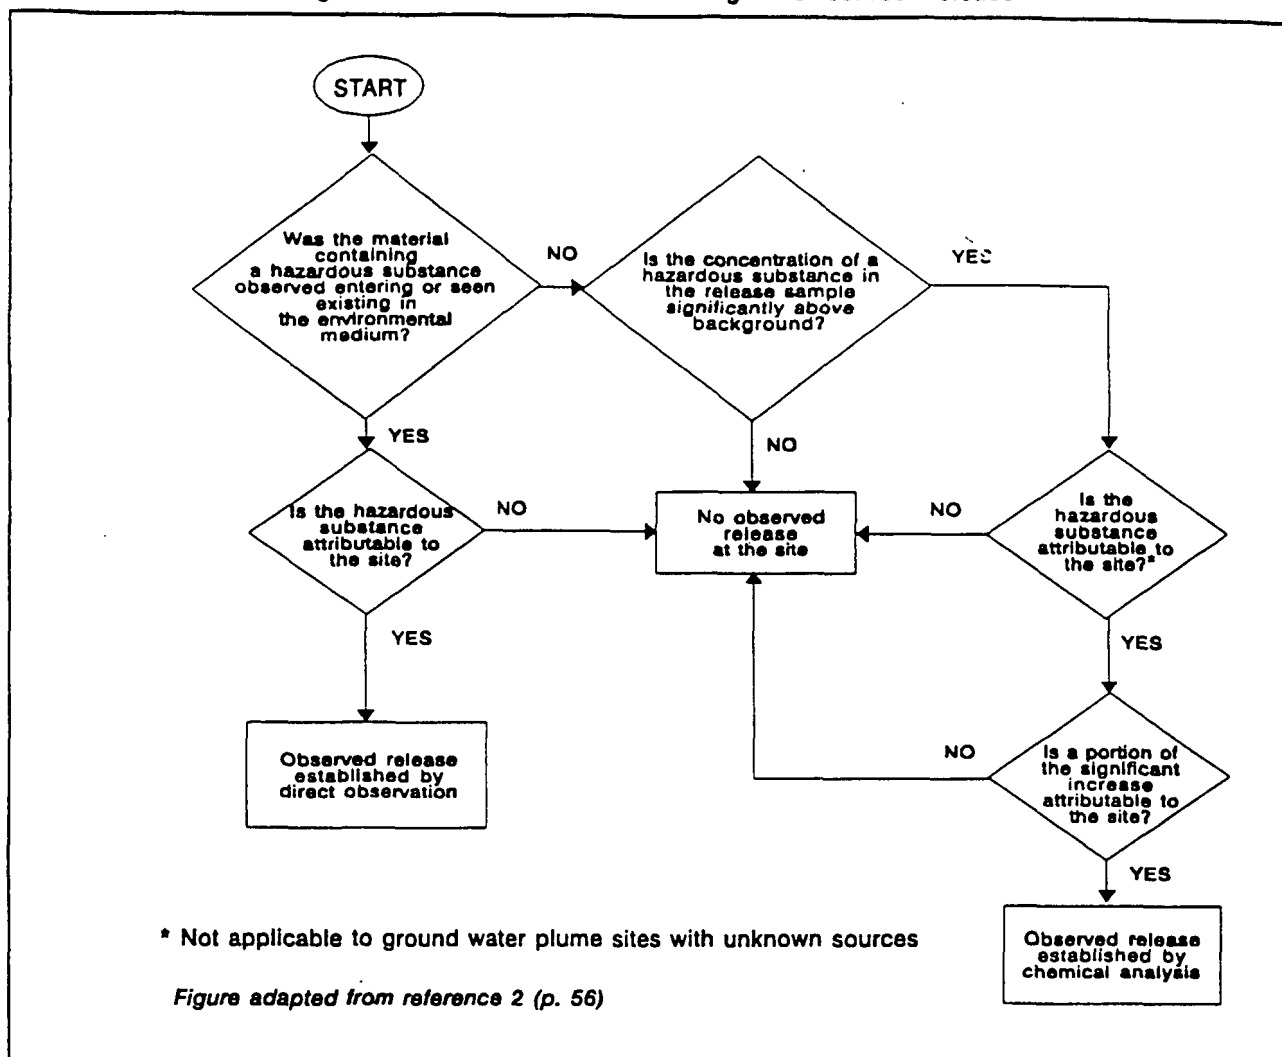 START
Was the material
containing
a hazardous substance
observed entering or seen
existing in
the environmental
medium?
NO
Is the concentration of a
hazardous substance in
the release sample
significantly above
background?
YES
YES
NO
Is the hazardous
substance
attributable to
the site?
NO
No observed
release
at the site
NO
Is the
hazardous
substance
attributable to
the site?*
YES
YES
Observed release
established by
direct observation
NO
Is a portion of
the significant
increase
attributable to
the site?
YES
* Not applicable to ground water plume sites with unknown sources
Observed release
established by
chemical analysis
Figure adapted from reference 2 (p. 56)